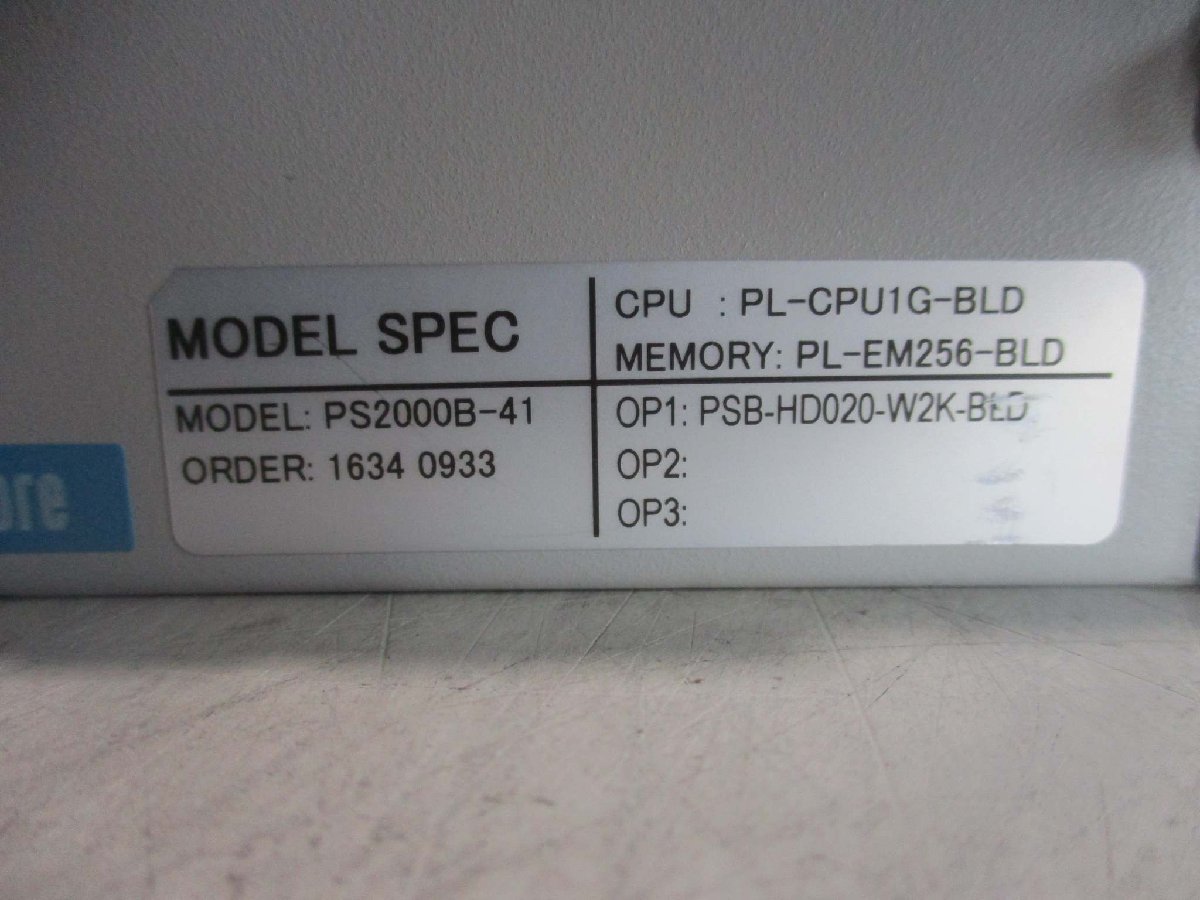 MODEL SPEC
MODEL: PS2000B-41
ORDER: 1634 0933
CPU : PL-CPU1G-BLD
MEMORY: PL-EM256-BLD
OP1: PSB-HD020-W2K-BLD
OP2:
OP3:
ore